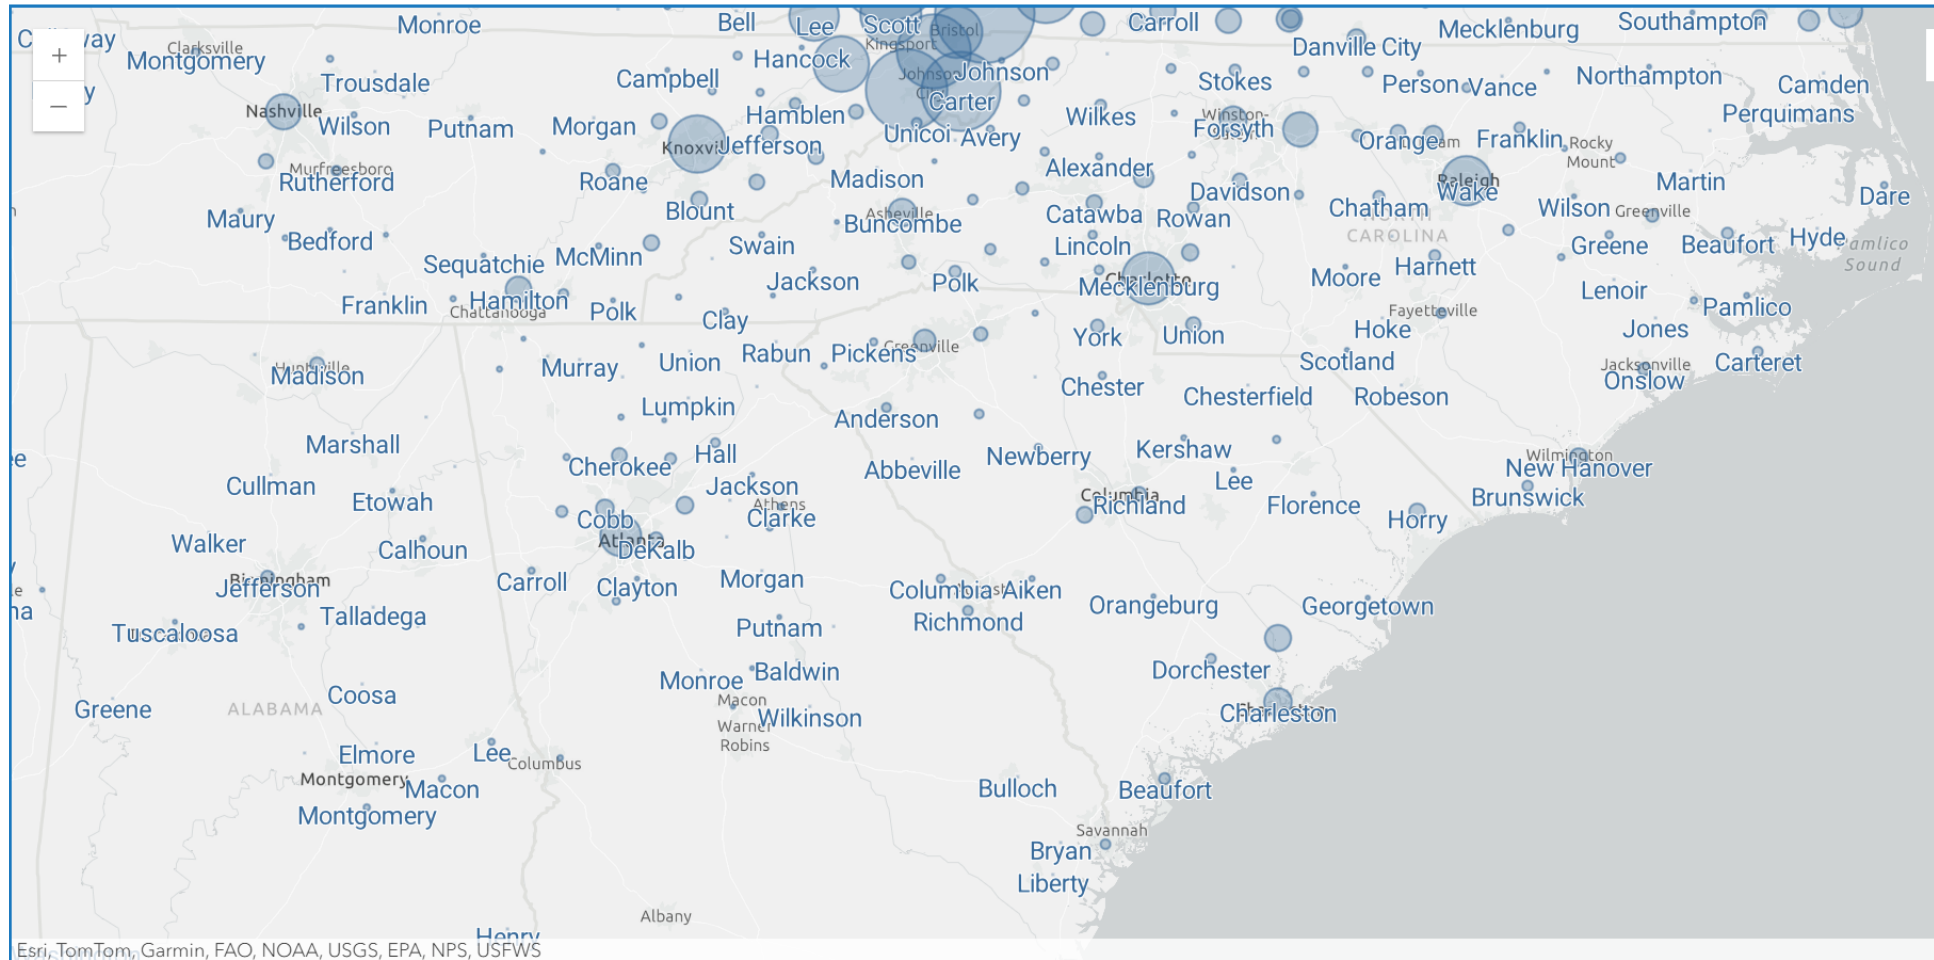 Monroe
Bell
Lee
Scott
Bristol
Carroll
Mecklenburg
Southampton
Clarksville
Montgomery
Kingsport
Hancock
Danville City
Trousdale
Campbell
Johnson
Stokes
Person
Vance
Northampton
Camden
Nashville
Wilson
Putnam
Morgan
Hamblen
Carter
Wilkes
Winston-
Forsyth
Perquimans
Jefferson
Unicoi
Avery
Orange
Franklin
Rocky
Mount
Murfreesboro
Rutherford
Roane
Madison
Alexander
Davidson
Raleigh
Wake
Martin
Dare
Maury
Blount
Asheville
Buncombe
Catawba
Rowan
Chatham
Wilson
Greenville
NORTH
CAROLINA
Bedford
Swain
Lincoln
Greene
Beaufort
Hyde
Pamlico
Sound
Sequatchie
McMinn
Jackson
Polk
Charlotte
Mecklenburg
Moore
Harnett
Franklin
Hamilton
Chattanooga
Polk
Clay
Lenoir
Pamlico
Fayetteville
York
Union
Hoke
Jones
Huntsville
Madison
Murray
Union
Rabun
Pickens
Greenville
Scotland
Jacksonville
Onslow
Carteret
Chester
Chesterfield
Robeson
Lumpkin
Anderson
Marshall
Cherokee
Hall
Abbeville
Newberry
Kershaw
Wilmington
New Hanover
Cullman
Etowah
Jackson
Athens
Clarke
Columbia
Richland
Lee
Florence
Brunswick
Horry
Cobb
Atlanta
DeKalb
Walker
Calhoun
Birmingham
Jefferson
Carroll
Clayton
Morgan
Columbia
Aiken
Richmond
Orangeburg
Georgetown
Talladega
Tuscaloosa
Putnam
Dorchester
Monroe
Baldwin
Macon
Coosa
Greene
ALABAMA
Wilkinson
Warner
Robins
Charleston
Elmore
Lee
Columbus
Montgomery
Macon
Montgomery
Bulloch
Beaufort
Savannah
Bryan
Liberty
Albany
Henry
Esri, TomTom, Garmin, FAO, NOAA, USGS, EPA, NPS, USFWS